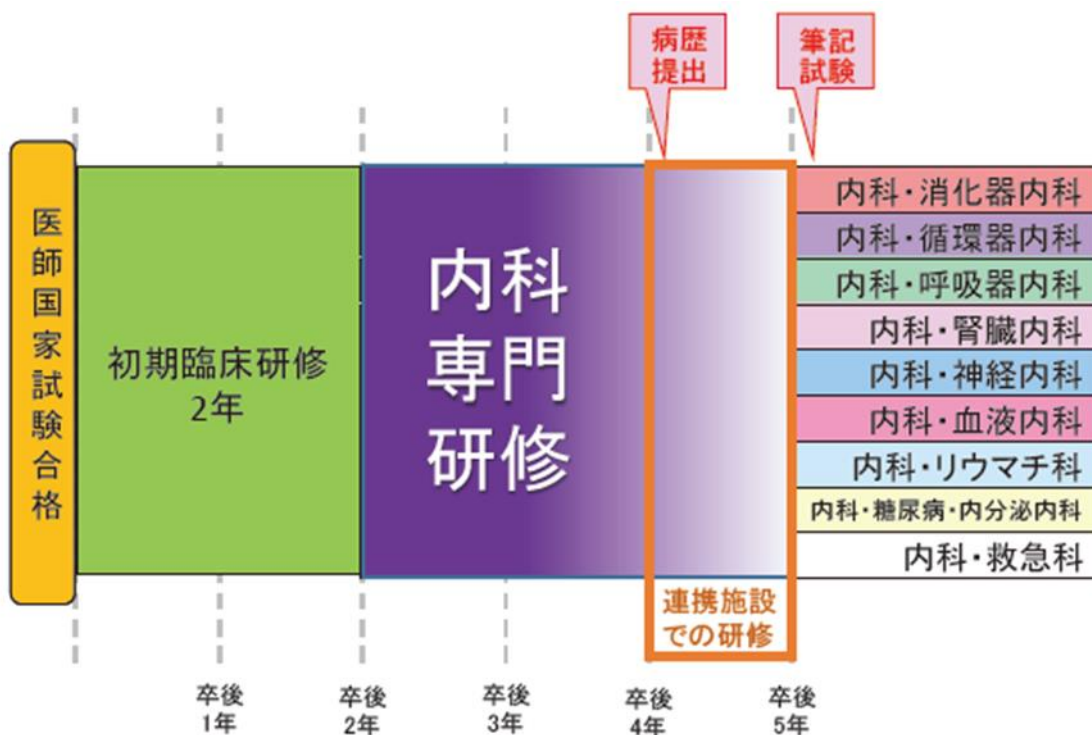 病歴
提出
筆記
試験
医師国家試験合格
初期臨床研修
2年
内科
専門
研修
内科・消化器内科
内科・循環器内科
内科・呼吸器内科
内科・腎臓内科
内科・神経内科
内科・血液内科
内科・リウマチ科
内科・糖尿病・内分泌内科
内科・救急科
連携施設
での研修
卒後
1年
卒後
2年
卒後
3年
卒後
4年
卒後
5年